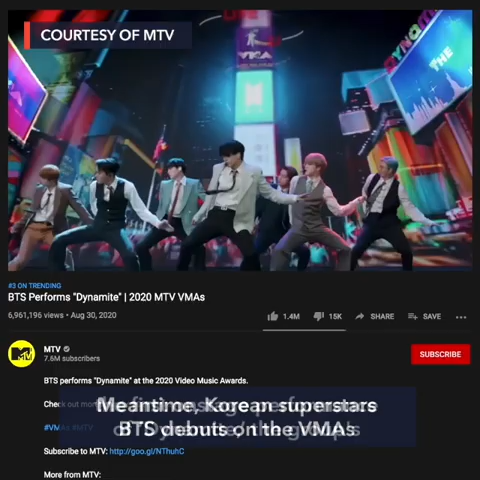 COURTESY OF MTV
#3 ON TRENDING
BTS Performs "Dynamite" | 2020 MTV VMAs
6,961,196 views • Aug 30, 2020
1.4M
15K
SHARE
SAVE
MTV
7.6M subscribers
SUBSCRIBE
BTS performs "Dynamite" at the 2020 Video Music Awards.
Check out mor
Meantime, Korean superstars
BTS debuts on the VMAs
#VMAs #MTV
Subscribe to MTV: http://goo.gl/NThuhC
More from MTV: